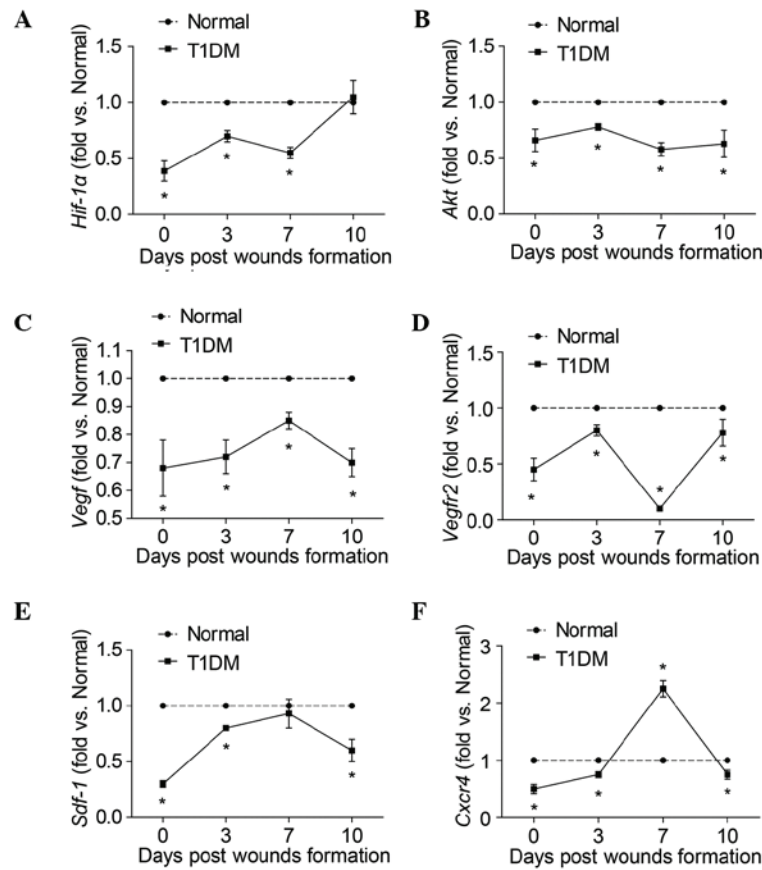 A
Normal
T1DM
Hif-1α (fold vs. Normal)
1.5
1.0
0.5
0.0
* * *
0 3 7 10
Days post wounds formation
B
Normal
T1DM
Akt (fold vs. Normal)
1.5
1.0
0.5
0.0
* * * *
0 3 7 10
Days post wounds formation
C
Normal
T1DM
Vegf (fold vs. Normal)
1.1
1.0
0.9
0.8
0.7
0.6
0.5
* * * *
0 3 7 10
Days post wounds formation
D
Normal
T1DM
Vegfr2 (fold vs. Normal)
1.5
1.0
0.5
0.0
* * * *
0 3 7 10
Days post wounds formation
E
Normal
T1DM
Sdf-1 (fold vs. Normal)
1.5
1.0
0.5
0.0
* * *
0 3 7 10
Days post wounds formation
F
Normal
T1DM
Cxcr4 (fold vs. Normal)
3
2
1
0
* * * *
0 3 7 10
Days post wounds formation